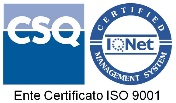 CSQ
CERTIFIED
IQNet
MANAGEMENT SYSTEM
Ente Certificato ISO 9001